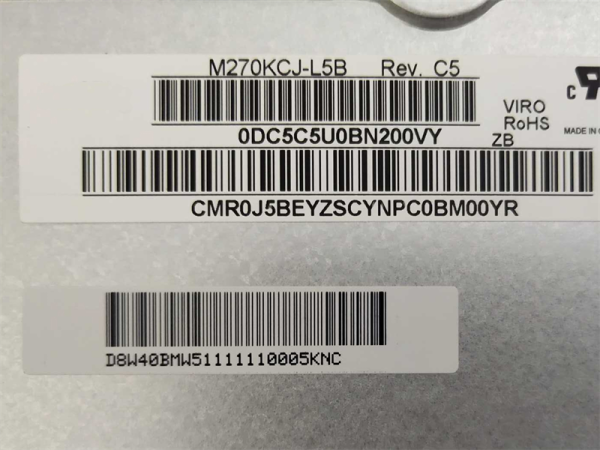 M270KCJ-L5B Rev. C5
0DC5C5U0BN200VY
VIRO
RoHS
ZB
C
MADE IN
CMR0J5BEYZSCYNPC0BM00YR
D8W40BMW51111110005KNC